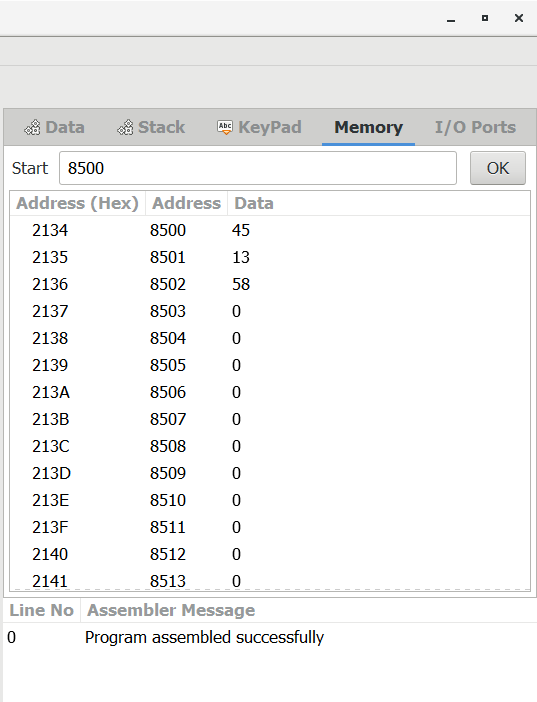 Data Stack Abc KeyPad Memory I/O Ports
Start 8500 OK
Address (Hex) Address Data
2134 8500 45
2135 8501 13
2136 8502 58
2137 8503 0
2138 8504 0
2139 8505 0
213A 8506 0
213B 8507 0
213C 8508 0
213D 8509 0
213E 8510 0
213F 8511 0
2140 8512 0
2141 8513 0
Line No Assembler Message
0 Program assembled successfully